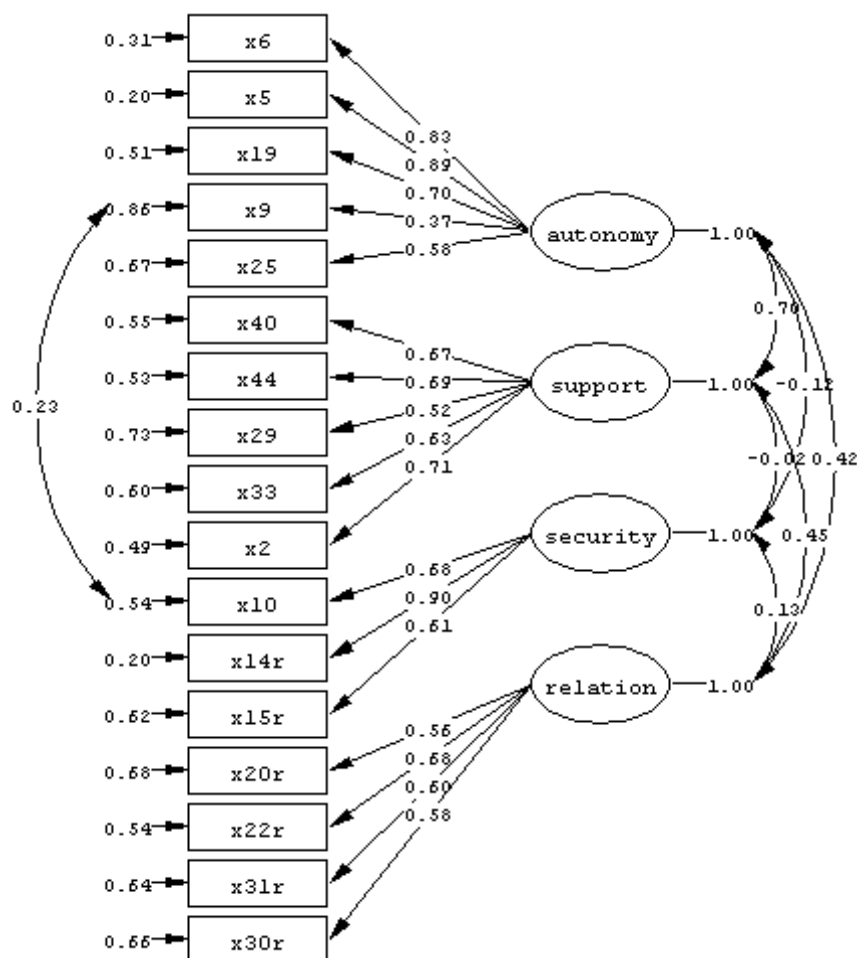 0.31 x6
0.20 x5
0.83
0.51 x19
0.89
0.70
0.86 x9
0.37
autonomy 1.00
0.58
0.67 x25
0.70
0.55 x40
0.67
0.53 x44
0.69
support 1.00 -0.12
0.23
0.52
0.73 x29
0.63
0.71
-0.02 0.42
0.60 x33
0.49 x2
security 1.00 0.45
0.68
0.54 x10
0.90
0.13
0.61
0.20 x14r
relation 1.00
0.62 x15r
0.56
0.68 x20r
0.68
0.60
0.58
0.54 x22r
0.64 x31r
0.66 x30r